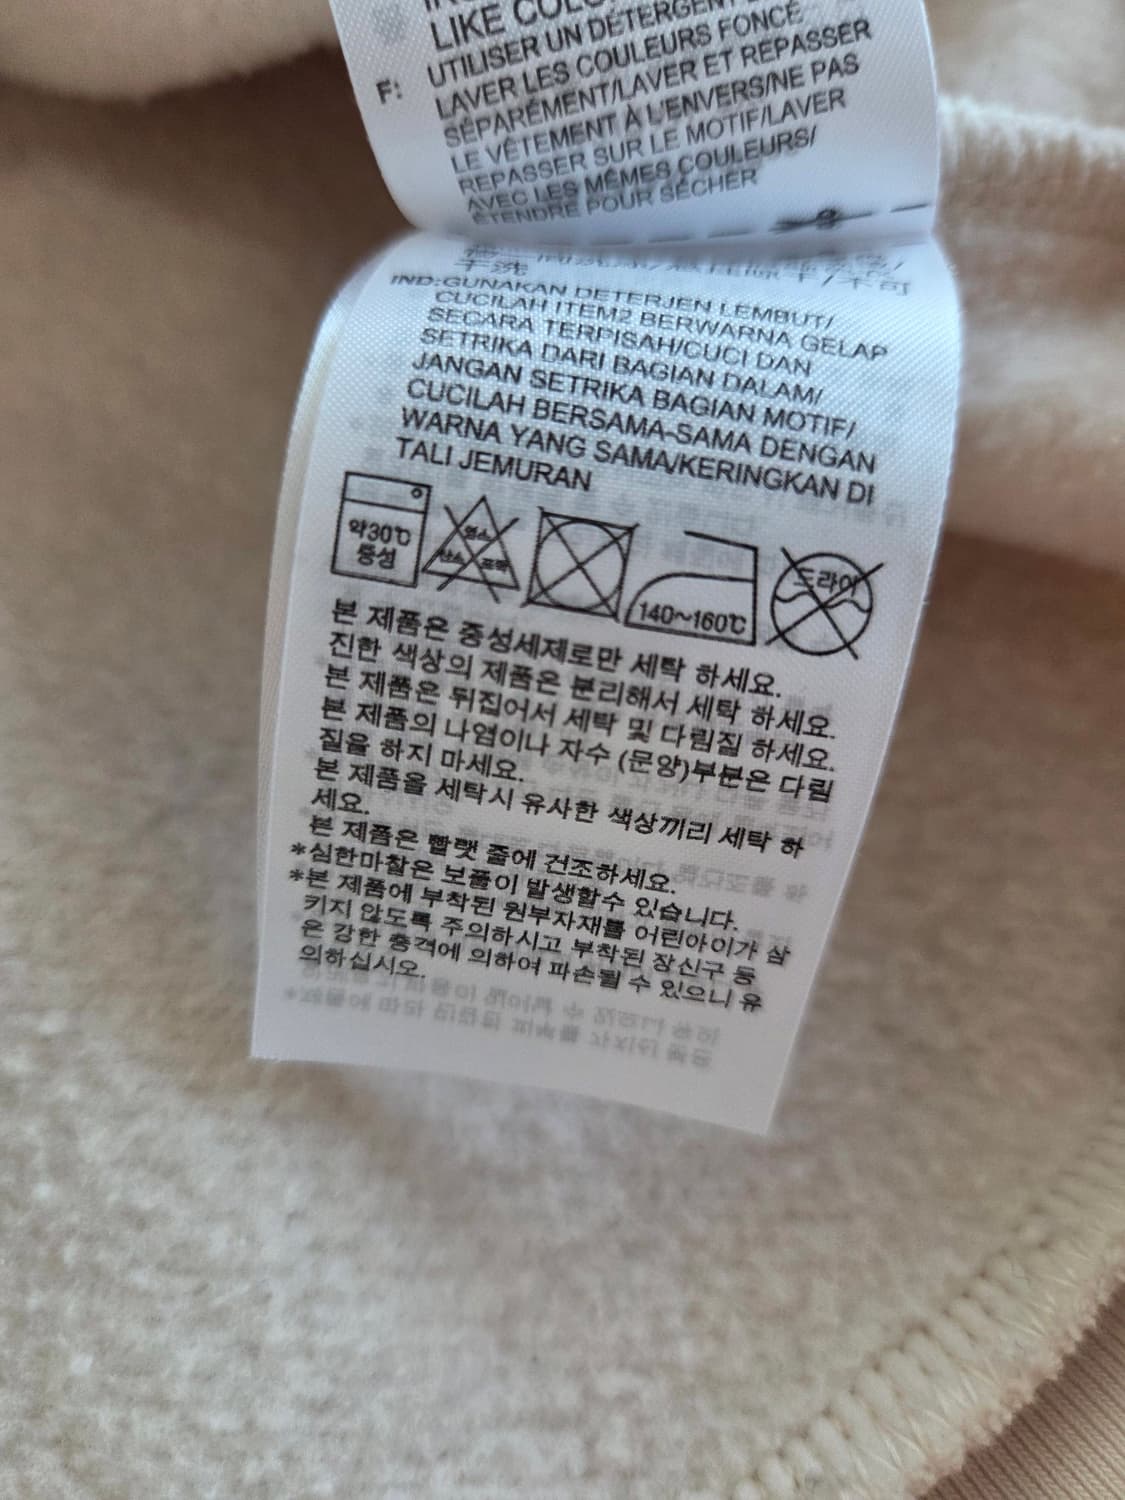 LIKE
F: UTILISER UN DÉTERGENT
LAVER LES COULEURS FONCÉ
SÉPARÉMENT/LAVER ET REPASSER
LE VÊTEMENT À L'ENVERS/NE PAS
REPASSER SUR LE MOTIF/LAVER
AVEC LES MÊMES COULEURS/
ÉTENDRE POUR SÉCHER
干洗
IND:GUNAKAN DETERJEN LEMBUT/
CUCILAH ITEM2 BERWARNA GELAP
SECARA TERPISAH/CUCI DAN
SETRIKA DARI BAGIAN DALAM/
JANGAN SETRIKA BAGIAN MOTIF/
CUCILAH BERSAMA-SAMA DENGAN
WARNA YANG SAMA/KERINGKAN DI
TALI JEMURAN
약30℃
중성
염소
산소 표백
140~160℃
드라이
본 제품은 중성세제로만 세탁 하세요.
진한 색상의 제품은 분리해서 세탁 하세요.
본 제품은 뒤집어서 세탁 및 다림질 하세요.
본 제품의 나염이나 자수 (문양)부분은 다림
질을 하지 마세요.
본 제품을 세탁시 유사한 색상끼리 세탁 하
세요.
본 제품은 빨랫 줄에 건조하세요.
*심한마찰은 보풀이 발생할수 있습니다.
*본 제품에 부착된 원부자재를 어린아이가 삼
키지 않도록 주의하시고 부착된 장신구 등
은 강한 충격에 의하여 파손될 수 있으니 유
의하십시오.